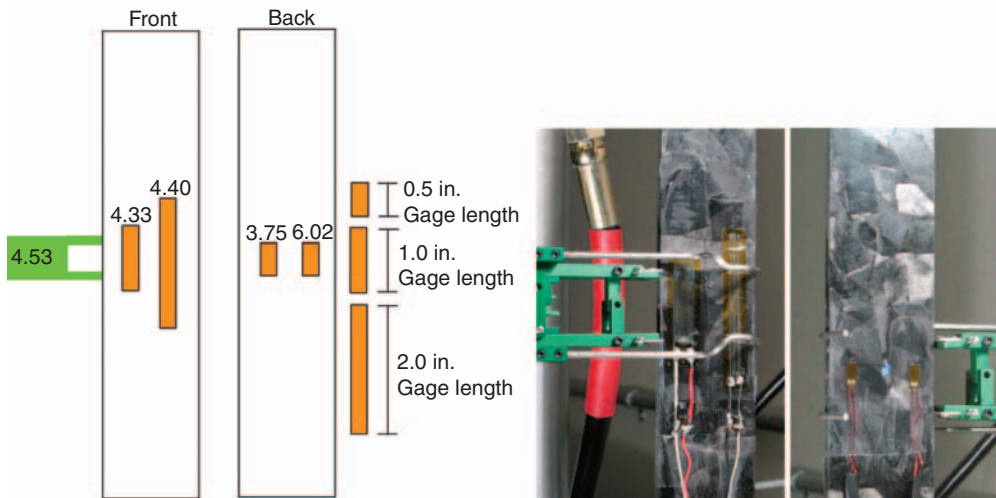 Front
Back
4.53
4.33
4.40
3.75
6.02
0.5 in.
Gage length
1.0 in.
Gage length
2.0 in.
Gage length